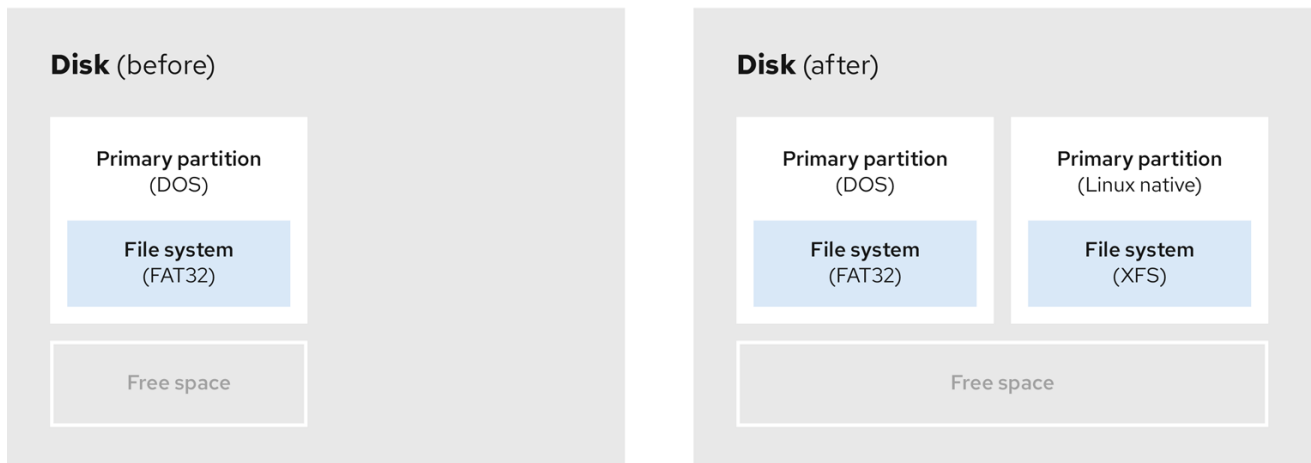 Disk (before)
Primary partition
(DOS)
File system
(FAT32)
Free space
Disk (after)
Primary partition
(DOS)
File system
(FAT32)
Primary partition
(Linux native)
File system
(XFS)
Free space